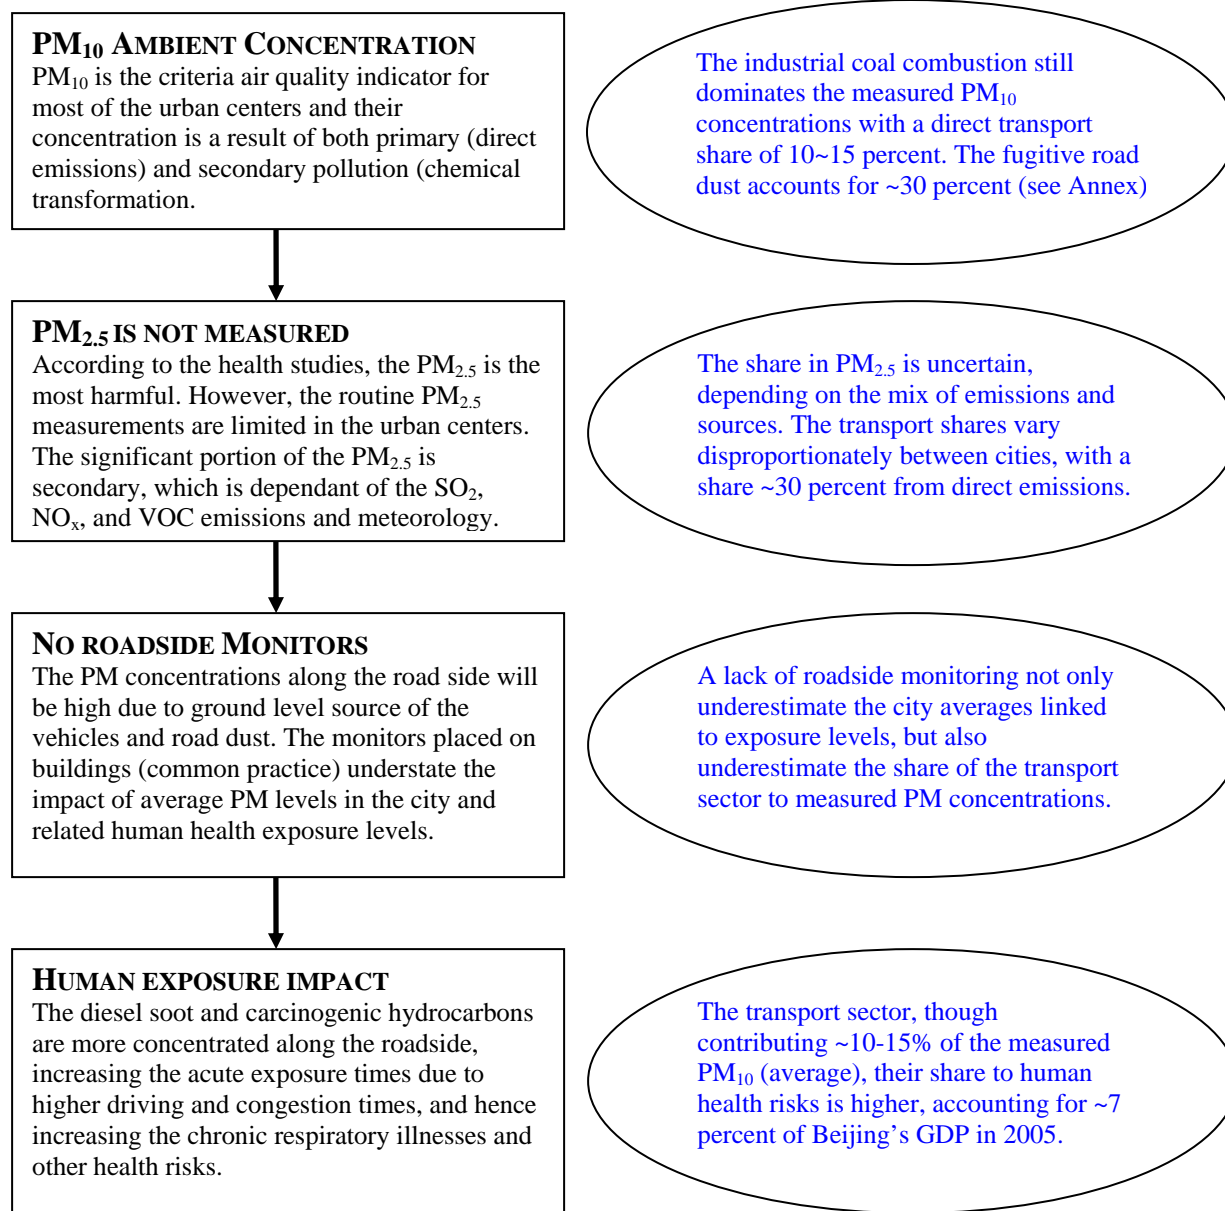 PM₁₀ AMBIENT CONCENTRATION
PM₁₀ is the criteria air quality indicator for
most of the urban centers and their
concentration is a result of both primary (direct
emissions) and secondary pollution (chemical
transformation.
The industrial coal combustion still
dominates the measured PM₁₀
concentrations with a direct transport
share of 10~15 percent. The fugitive road
dust accounts for ~30 percent (see Annex)
PM₂.₅ IS NOT MEASURED
According to the health studies, the PM₂.₅ is the
most harmful. However, the routine PM₂.₅
measurements are limited in the urban centers.
The significant portion of the PM₂.₅ is
secondary, which is dependant of the SO₂,
NOₓ, and VOC emissions and meteorology.
The share in PM₂.₅ is uncertain,
depending on the mix of emissions and
sources. The transport shares vary
disproportionately between cities, with a
share ~30 percent from direct emissions.
NO ROADSIDE MONITORS
The PM concentrations along the road side will
be high due to ground level source of the
vehicles and road dust. The monitors placed on
buildings (common practice) understate the
impact of average PM levels in the city and
related human health exposure levels.
A lack of roadside monitoring not only
underestimate the city averages linked
to exposure levels, but also
underestimate the share of the transport
sector to measured PM concentrations.
HUMAN EXPOSURE IMPACT
The diesel soot and carcinogenic hydrocarbons
are more concentrated along the roadside,
increasing the acute exposure times due to
higher driving and congestion times, and hence
increasing the chronic respiratory illnesses and
other health risks.
The transport sector, though
contributing ~10-15% of the measured
PM₁₀ (average), their share to human
health risks is higher, accounting for ~7
percent of Beijing's GDP in 2005.